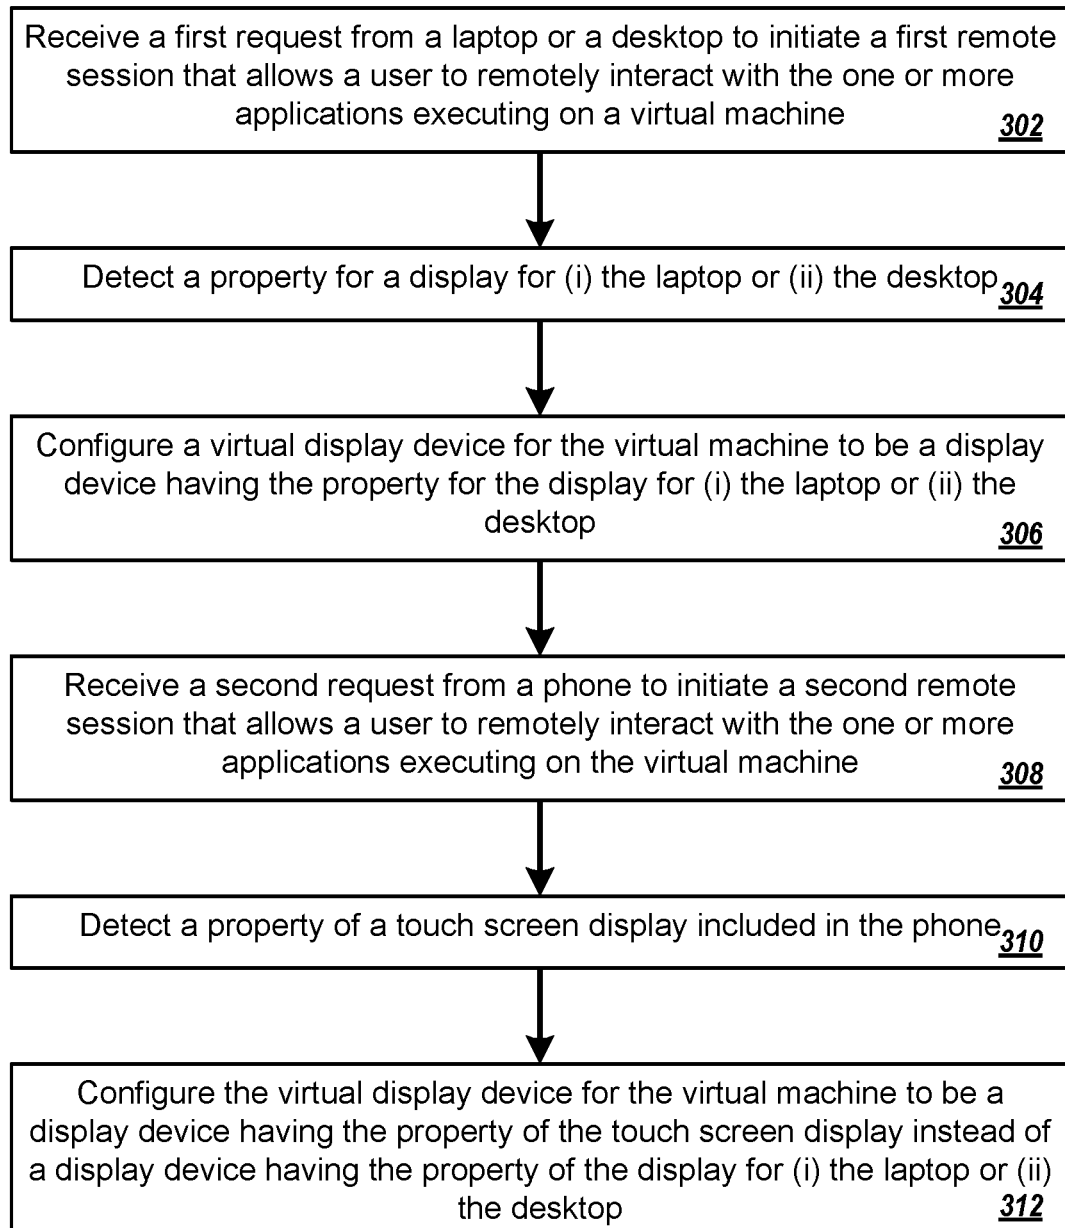 Receive a first request from a laptop or a desktop to initiate a first remote
session that allows a user to remotely interact with the one or more
applications executing on a virtual machine
302
Detect a property for a display for (i) the laptop or (ii) the desktop
304
Configure a virtual display device for the virtual machine to be a display
device having the property for the display for (i) the laptop or (ii) the
desktop
306
Receive a second request from a phone to initiate a second remote
session that allows a user to remotely interact with the one or more
applications executing on the virtual machine
308
Detect a property of a touch screen display included in the phone
310
Configure the virtual display device for the virtual machine to be a
display device having the property of the touch screen display instead of
a display device having the property of the display for (i) the laptop or (ii)
the desktop
312